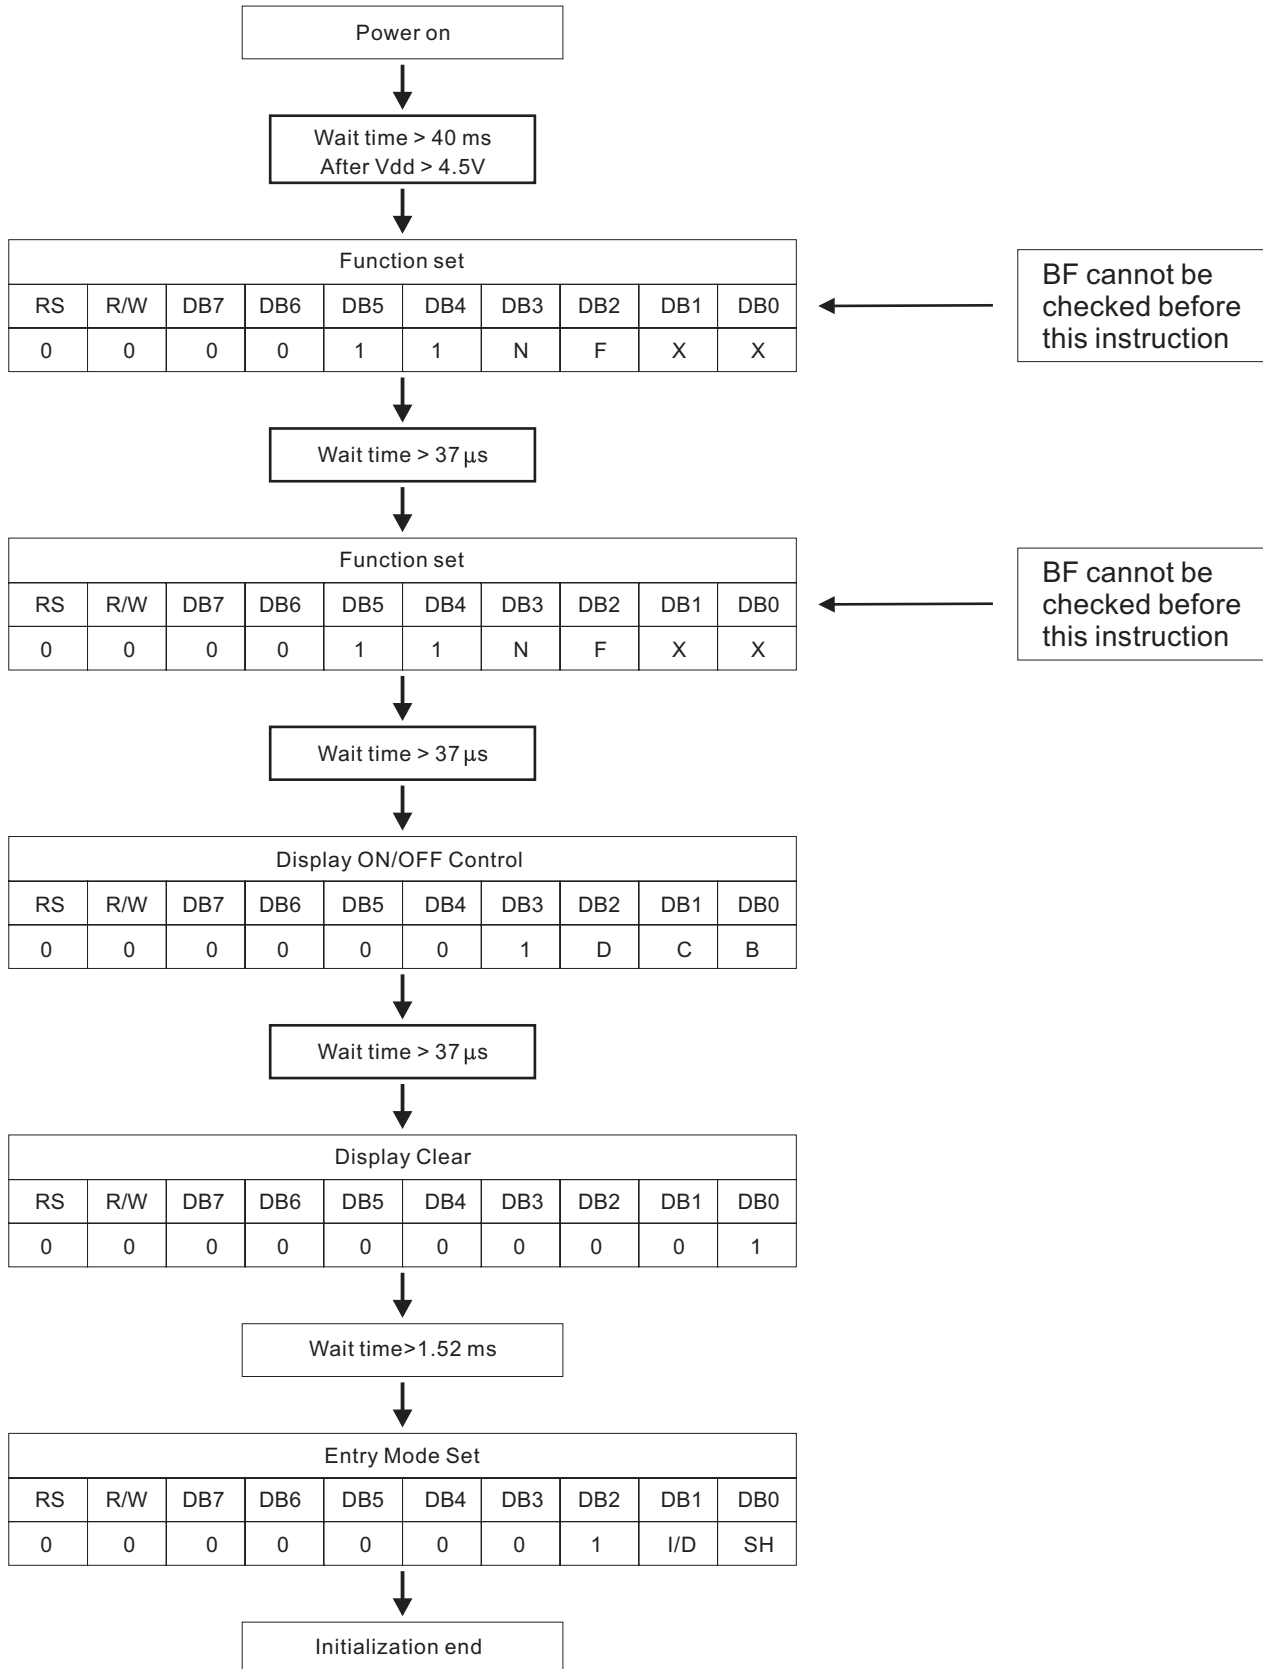 Power on
Wait time > 40 ms
After Vdd > 4.5V
Function set
RS R/W DB7 DB6 DB5 DB4 DB3 DB2 DB1 DB0
0 0 0 0 1 1 N F X X
BF cannot be
checked before
this instruction
Wait time > 37 μs
Function set
RS R/W DB7 DB6 DB5 DB4 DB3 DB2 DB1 DB0
0 0 0 0 1 1 N F X X
BF cannot be
checked before
this instruction
Wait time > 37 μs
Display ON/OFF Control
RS R/W DB7 DB6 DB5 DB4 DB3 DB2 DB1 DB0
0 0 0 0 0 0 1 D C B
Wait time > 37 μs
Display Clear
RS R/W DB7 DB6 DB5 DB4 DB3 DB2 DB1 DB0
0 0 0 0 0 0 0 0 0 1
Wait time>1.52 ms
Entry Mode Set
RS R/W DB7 DB6 DB5 DB4 DB3 DB2 DB1 DB0
0 0 0 0 0 0 0 1 I/D SH
Initialization end